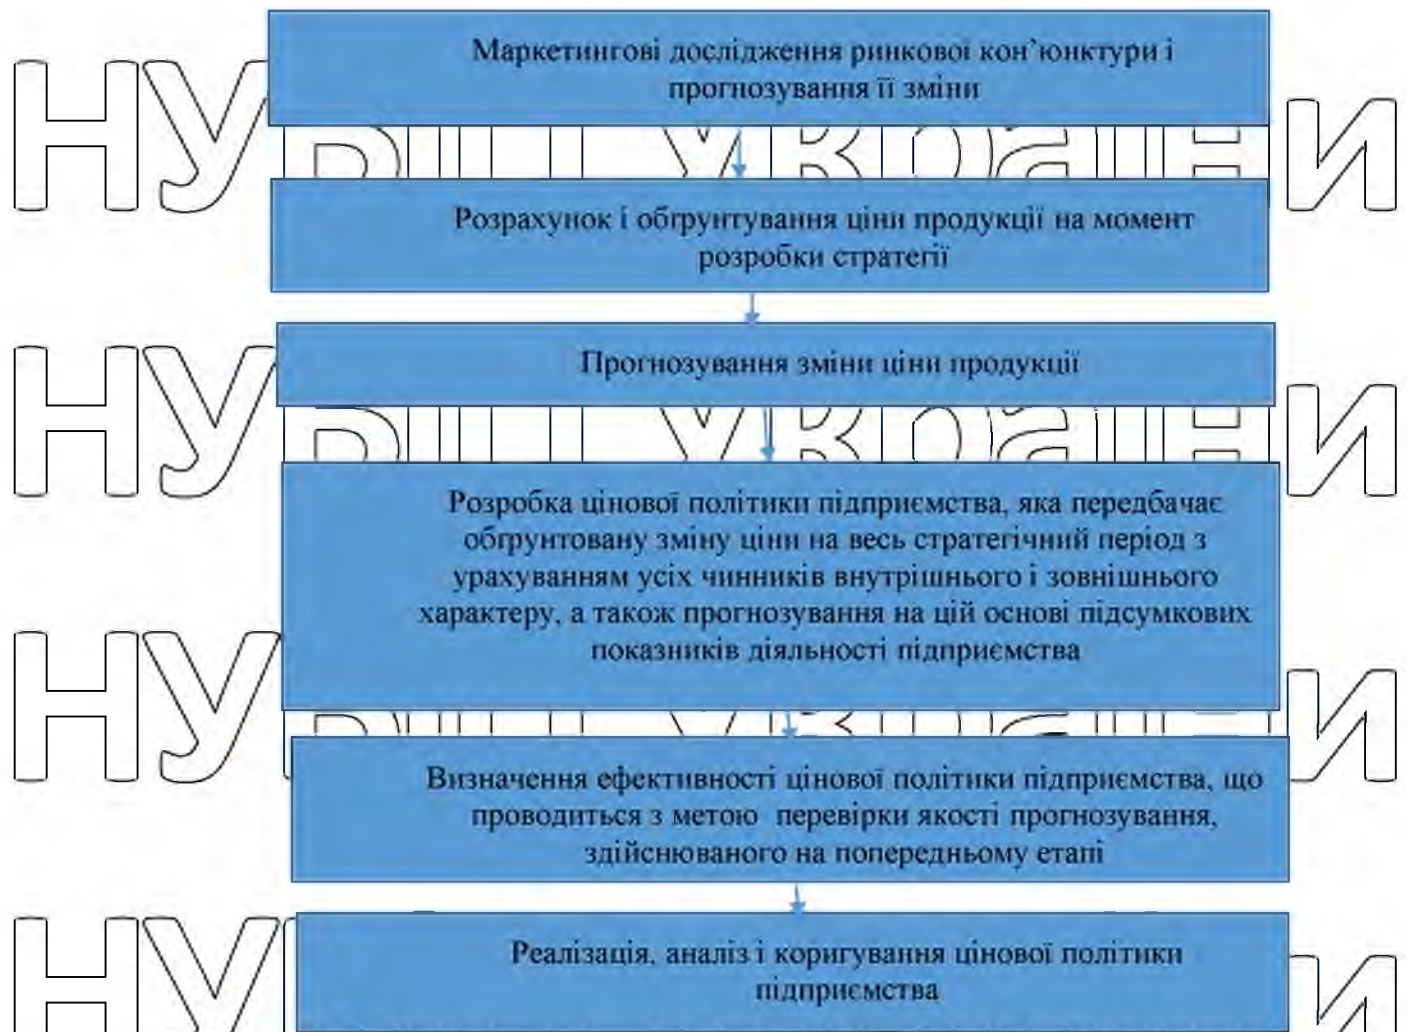 Маркетингові дослідження ринкової кон’юнктури і
прогнозування її зміни
Розрахунок і обґрунтування ціни продукції на момент
розробки стратегії
Прогнозування зміни ціни продукції
Розробка цінової політики підприємства, яка передбачає
обґрунтовану зміну ціни на весь стратегічний період з
урахуванням усіх чинників внутрішнього і зовнішнього
характеру, а також прогнозування на цій основі підсумкових
показників діяльності підприємства
Визначення ефективності цінової політики підприємства, що
проводиться з метою перевірки якості прогнозування,
здійснюваного на попередньому етапі
Реалізація, аналіз і коригування цінової політики
підприємства